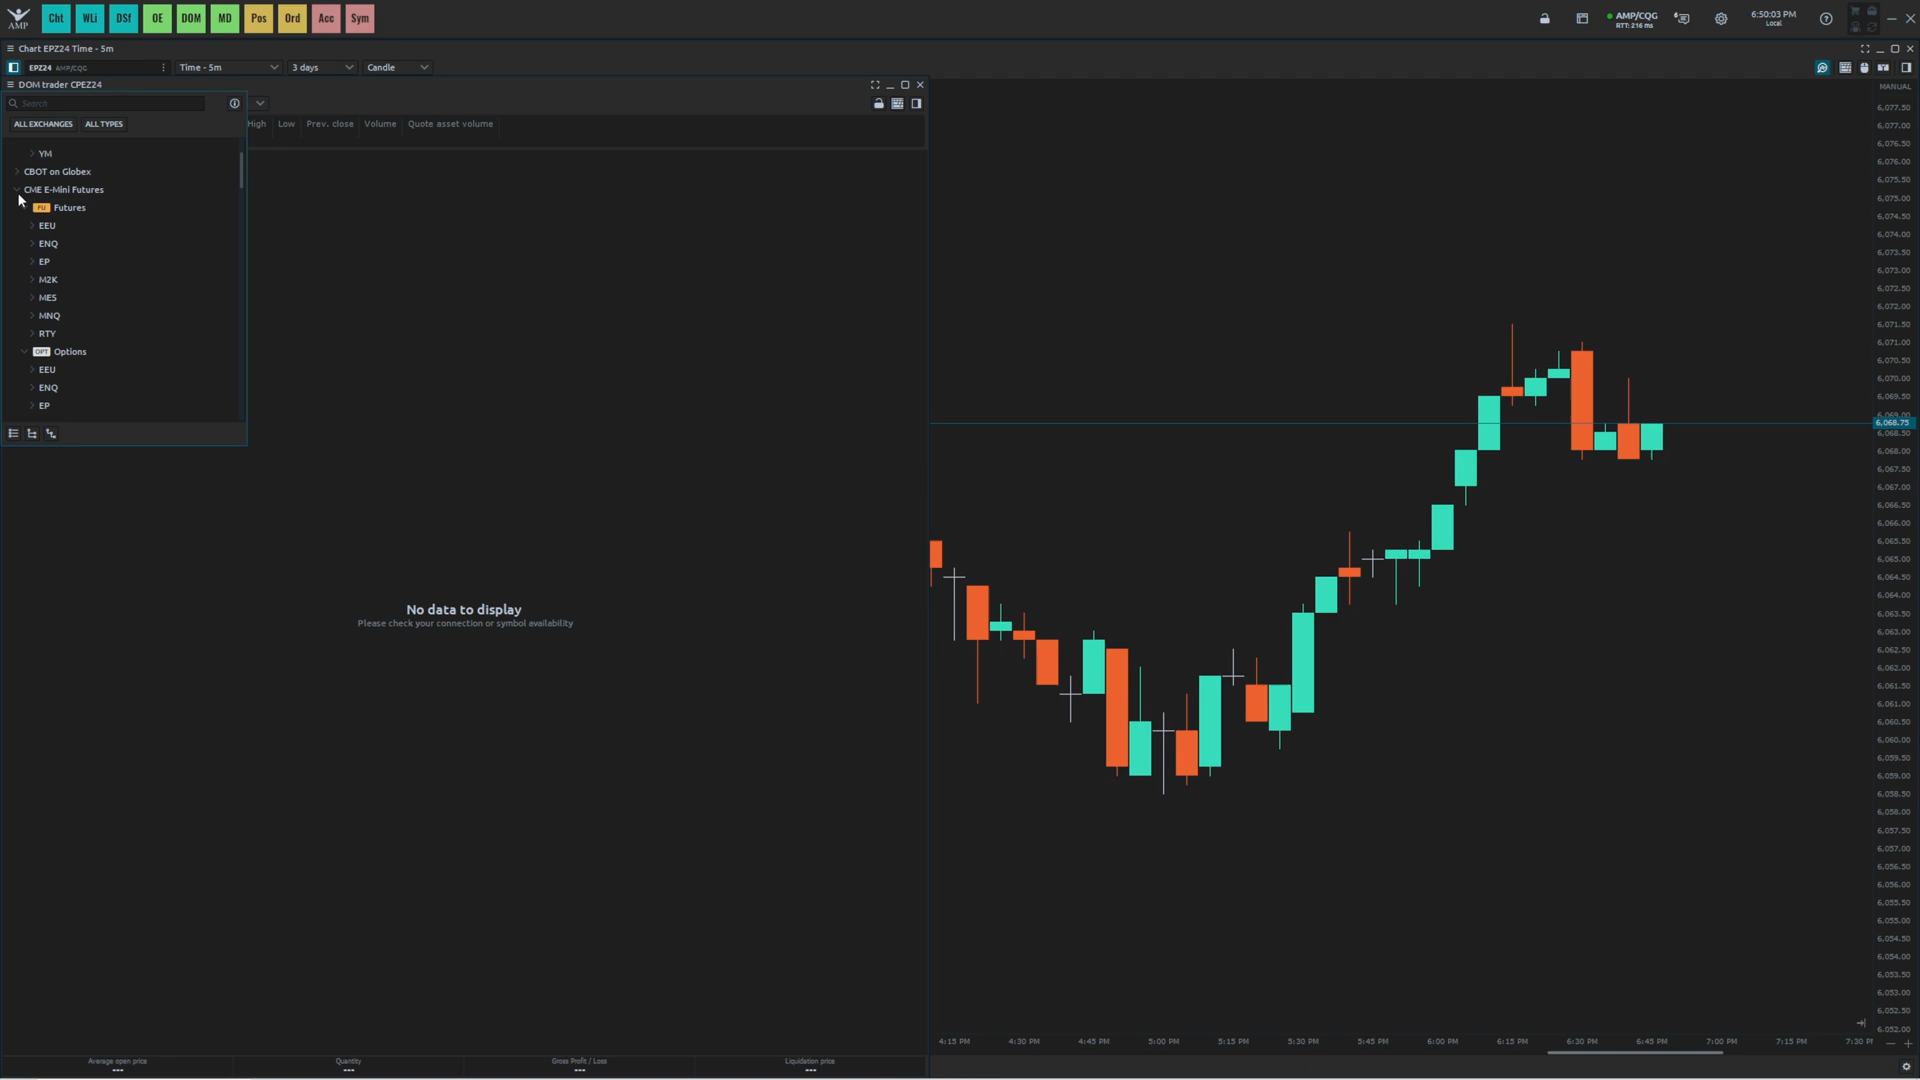 AMP
Cht
WLi
DSf
OE
DOM
MD
Pos
Ord
Acc
Sym
AMP/CQG
RTT: 216 ms
6:50:03 PM
Local
Chart EPZ24 Time - 5m
EPZ24 AMP/CQG
Time - 5m
3 days
Candle
DOM trader CPEZ24
Search
ALL EXCHANGES
ALL TYPES
High
Low
Prev. close
Volume
Quote asset volume
YM
CBOT on Globex
CME E-Mini Futures
FU Futures
EEU
ENQ
EP
M2K
MES
MNQ
RTY
OPT Options
EEU
ENQ
EP
No data to display
Please check your connection or symbol availability
Average open price
---
Quantity
---
Gross Profit / Loss
---
Liquidation price
---
MANUAL
6,077.50
6,077.00
6,076.50
6,076.00
6,075.50
6,075.00
6,074.50
6,074.00
6,073.50
6,073.00
6,072.50
6,072.00
6,071.50
6,071.00
6,070.50
6,070.00
6,069.50
6,069.00
6,068.75
6,068.50
6,068.00
6,067.50
6,067.00
6,066.50
6,066.00
6,065.50
6,065.00
6,064.50
6,064.00
6,063.50
6,063.00
6,062.50
6,062.00
6,061.50
6,061.00
6,060.50
6,060.00
6,059.50
6,059.00
6,058.50
6,058.00
6,057.50
6,057.00
6,056.50
6,056.00
6,055.50
6,055.00
6,054.50
6,054.00
6,053.50
6,053.00
6,052.50
6,052.00
4:15 PM
4:30 PM
4:45 PM
5:00 PM
5:15 PM
5:30 PM
5:45 PM
6:00 PM
6:15 PM
6:30 PM
6:45 PM
7:00 PM
7:15 PM
7:30 P